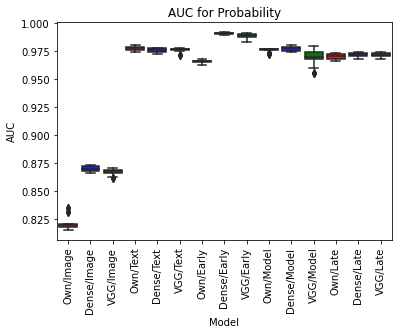 AUC for Probability
AUC
1.000
0.975
0.950
0.925
0.900
0.875
0.850
0.825
Own/Image
Dense/Image
VGG/Image
Own/Text
Dense/Text
VGG/Text
Own/Early
Dense/Early
VGG/Early
Own/Model
Dense/Model
VGG/Model
Own/Late
Dense/Late
VGG/Late
Model